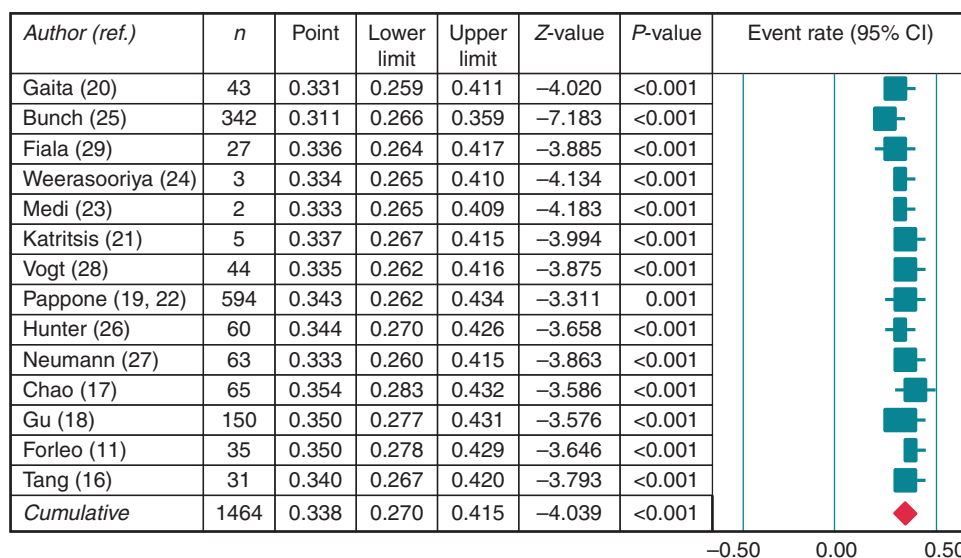 Author (ref.) n Point Lower limit Upper limit Z-value P-value Event rate (95% CI)
Gaita (20) 43 0.331 0.259 0.411 –4.020 <0.001
Bunch (25) 342 0.311 0.266 0.359 –7.183 <0.001
Fiala (29) 27 0.336 0.264 0.417 –3.885 <0.001
Weerasooriya (24) 3 0.334 0.265 0.410 –4.134 <0.001
Medi (23) 2 0.333 0.265 0.409 –4.183 <0.001
Katritsis (21) 5 0.337 0.267 0.415 –3.994 <0.001
Vogt (28) 44 0.335 0.262 0.416 –3.875 <0.001
Pappone (19, 22) 594 0.343 0.262 0.434 –3.311 0.001
Hunter (26) 60 0.344 0.270 0.426 –3.658 <0.001
Neumann (27) 63 0.333 0.260 0.415 –3.863 <0.001
Chao (17) 65 0.354 0.283 0.432 –3.586 <0.001
Gu (18) 150 0.350 0.277 0.431 –3.576 <0.001
Forleo (11) 35 0.350 0.278 0.429 –3.646 <0.001
Tang (16) 31 0.340 0.267 0.420 –3.793 <0.001
Cumulative 1464 0.338 0.270 0.415 –4.039 <0.001
–0.50 0.00 0.50